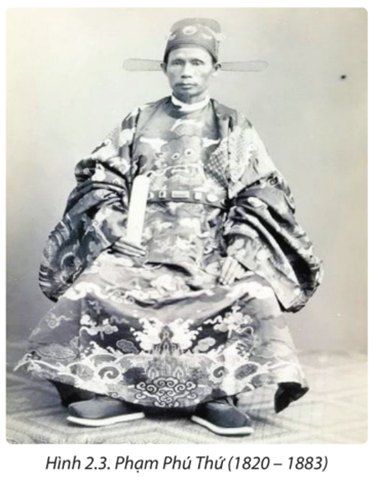 Hình 2.3. Phạm Phú Thứ (1820 – 1883)